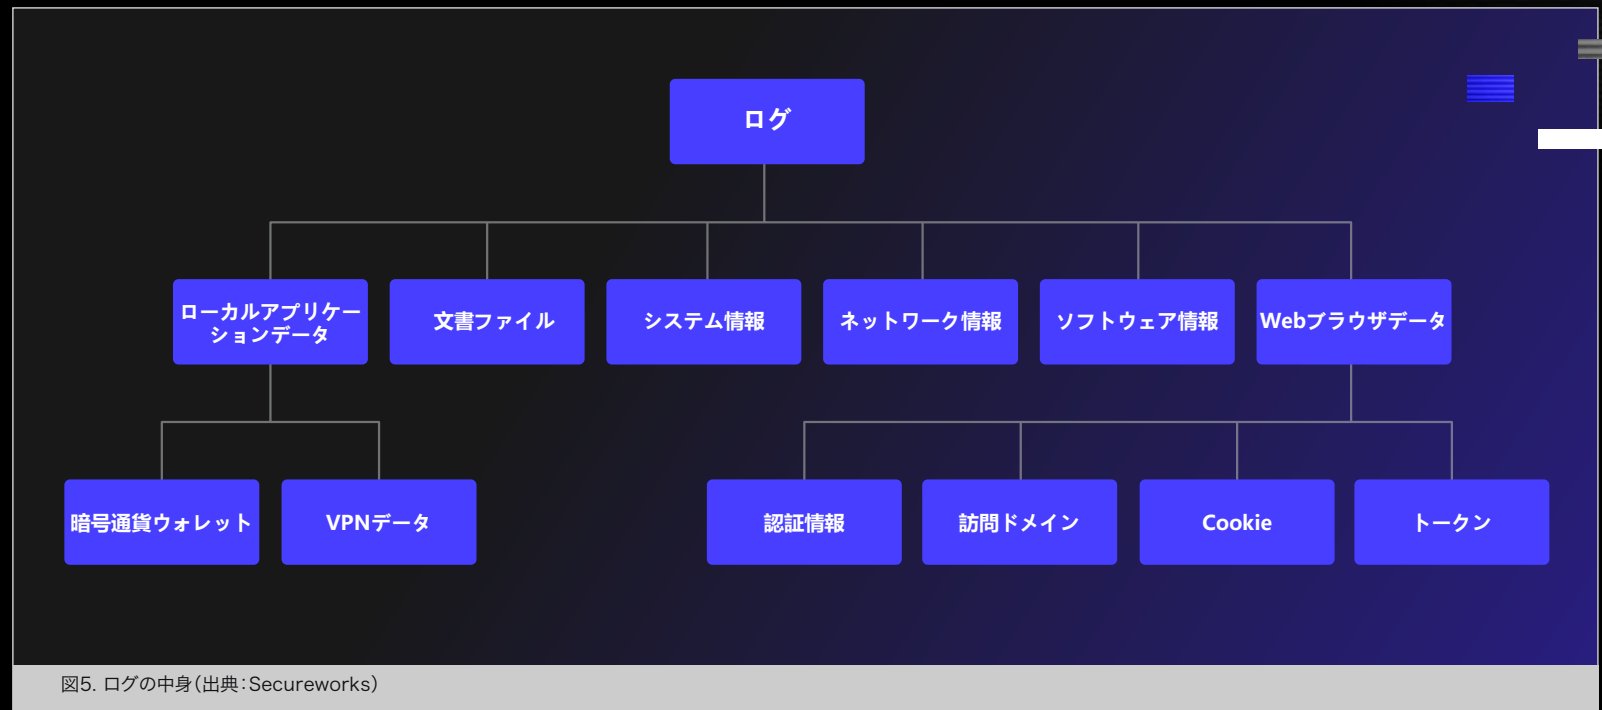 ログ
ローカルアプリケー
ションデータ
文書ファイル
システム情報
ネットワーク情報
ソフトウェア情報
Webブラウザデータ
暗号通貨ウォレット
VPNデータ
認証情報
訪問ドメイン
Cookie
トークン
図5. ログの中身（出典：Secureworks）